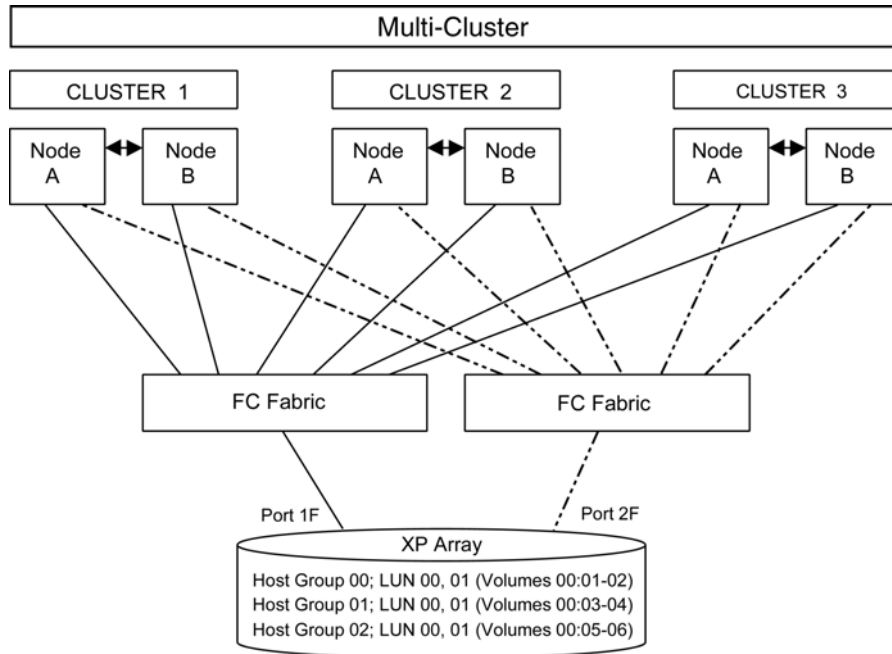 Multi-Cluster
CLUSTER 1
CLUSTER 2
CLUSTER 3
Node
A
Node
B
Node
A
Node
B
Node
A
Node
B
FC Fabric
FC Fabric
Port 1F
Port 2F
XP Array
Host Group 00; LUN 00, 01 (Volumes 00:01-02)
Host Group 01; LUN 00, 01 (Volumes 00:03-04)
Host Group 02; LUN 00, 01 (Volumes 00:05-06)